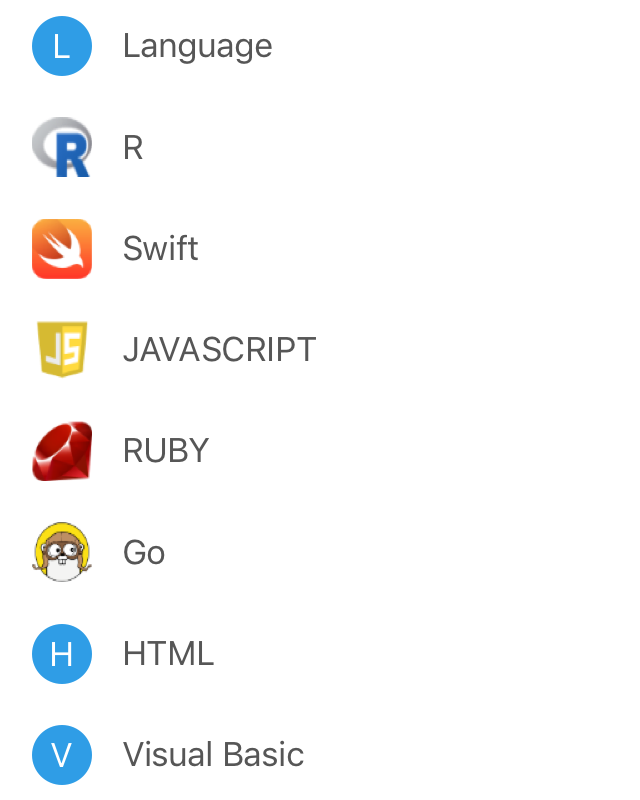 L Language
R R
Swift
JS JAVASCRIPT
RUBY
Go
H HTML
V Visual Basic